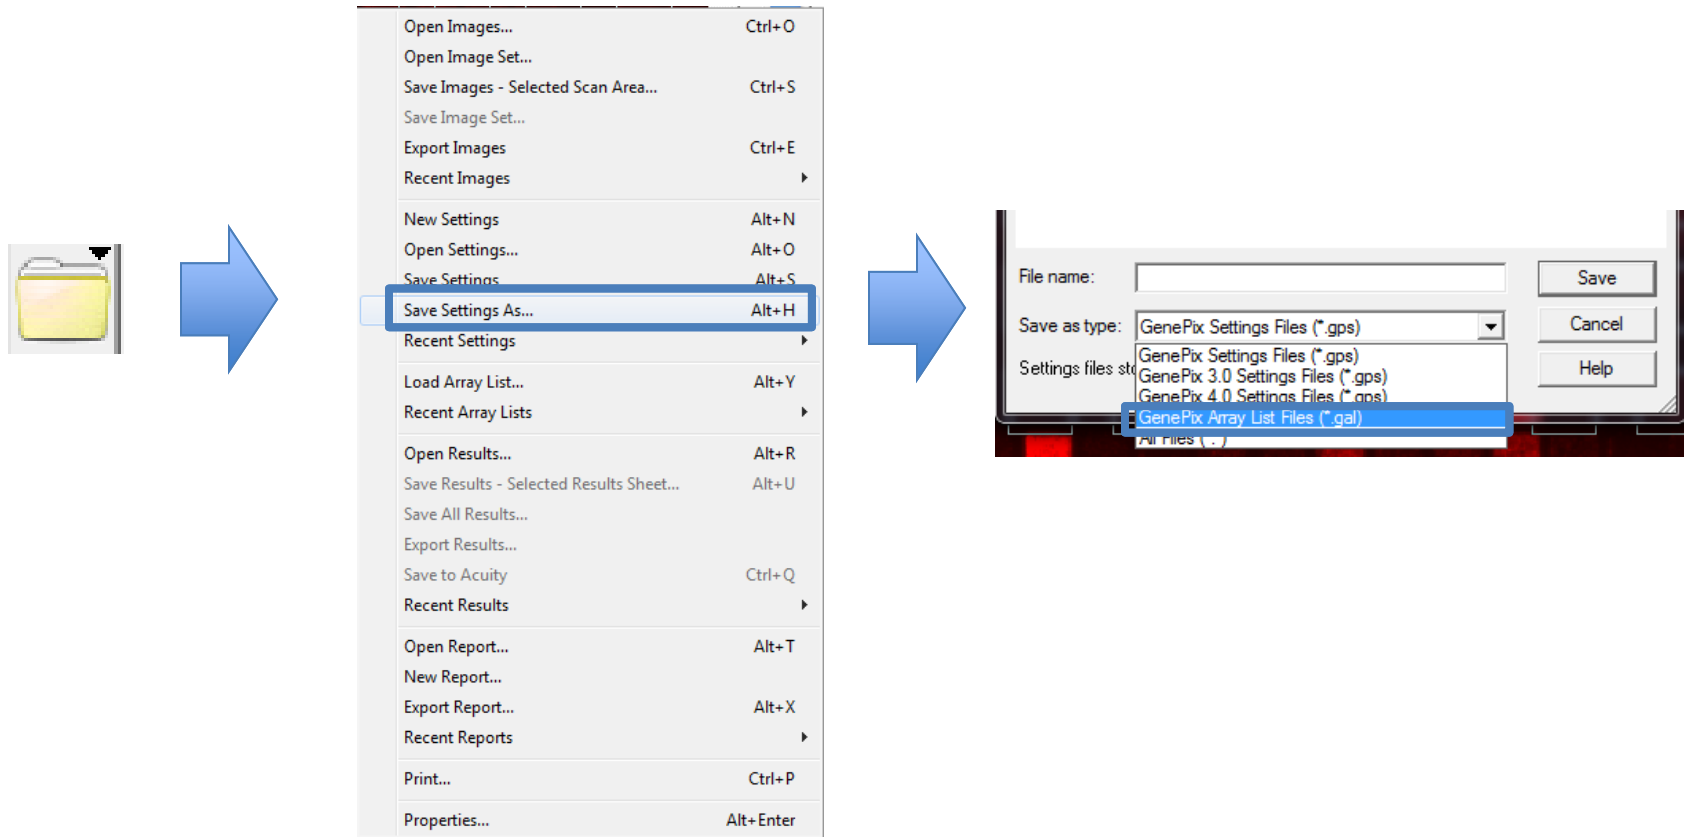 Open Images... Ctrl+O
Open Image Set...
Save Images - Selected Scan Area... Ctrl+S
Save Image Set...
Export Images Ctrl+E
Recent Images
New Settings Alt+N
Open Settings... Alt+O
Save Settings Alt+S
Save Settings As... Alt+H
Recent Settings
Load Array List... Alt+Y
Recent Array Lists
Open Results... Alt+R
Save Results - Selected Results Sheet... Alt+U
Save All Results...
Export Results...
Save to Acuity Ctrl+Q
Recent Results
Open Report... Alt+T
New Report...
Export Report... Alt+X
Recent Reports
Print... Ctrl+P
Properties... Alt+Enter
File name: Save
Save as type: GenePix Settings Files (*.gps) Cancel
GenePix Settings Files (*.gps)
Settings files Help
GenePix 3.0 Settings Files (*.gps)
GenePix 4.0 Settings Files (*.gps)
GenePix Array List Files (*.gal)
All Files (*.*)